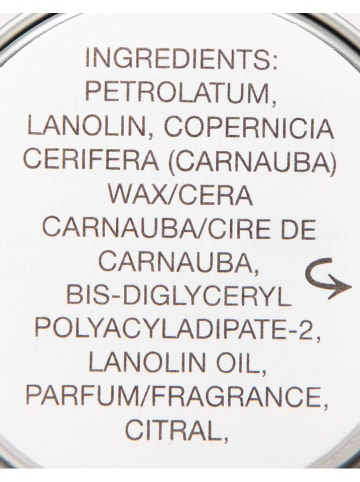 INGREDIENTS:
PETROLATUM,
LANOLIN, COPERNICIA
CERIFERA (CARNAUBA)
WAX/CERA
CARNAUBA/CIRE DE
CARNAUBA,
BIS-DIGLYCERYL
POLYACYLADIPATE-2,
LANOLIN OIL,
PARFUM/FRAGRANCE,
CITRAL,